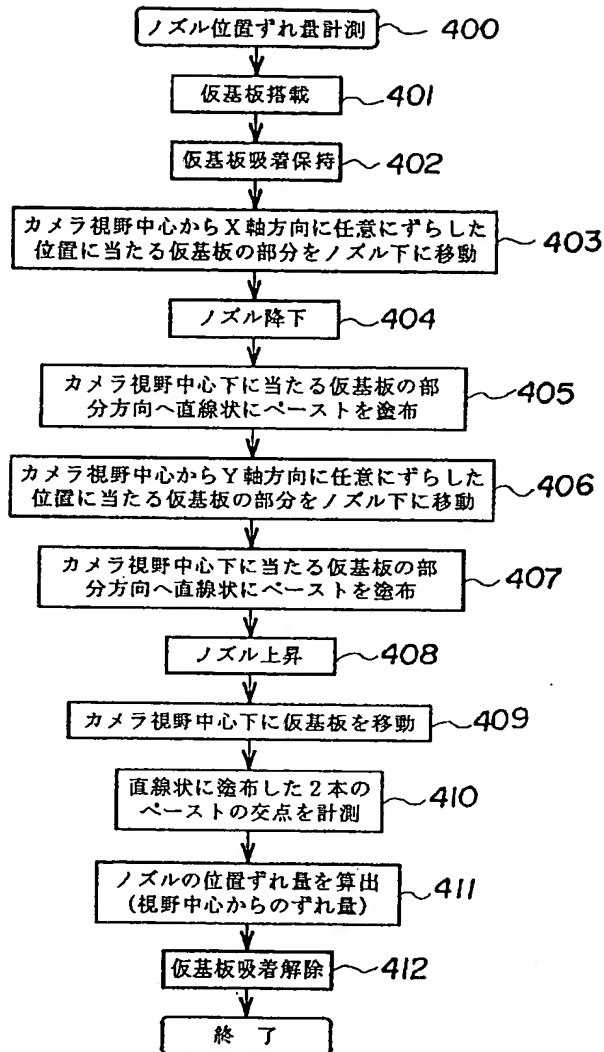 ノズル位置ずれ量計測 400
仮基板搭載 401
仮基板吸着保持 402
カメラ視野中心からX軸方向に任意にずらした
位置に当たる仮基板の部分をノズル下に移動 403
ノズル降下 404
カメラ視野中心下に当たる仮基板の部
分方向へ直線状にペーストを塗布 405
カメラ視野中心からY軸方向に任意にずらした
位置に当たる仮基板の部分をノズル下に移動 406
カメラ視野中心下に当たる仮基板の部
分方向へ直線状にペーストを塗布 407
ノズル上昇 408
カメラ視野中心下に仮基板を移動 409
直線状に塗布した2本の
ペーストの交点を計測 410
ノズルの位置ずれ量を算出
(視野中心からのずれ量) 411
仮基板吸着解除 412
終了